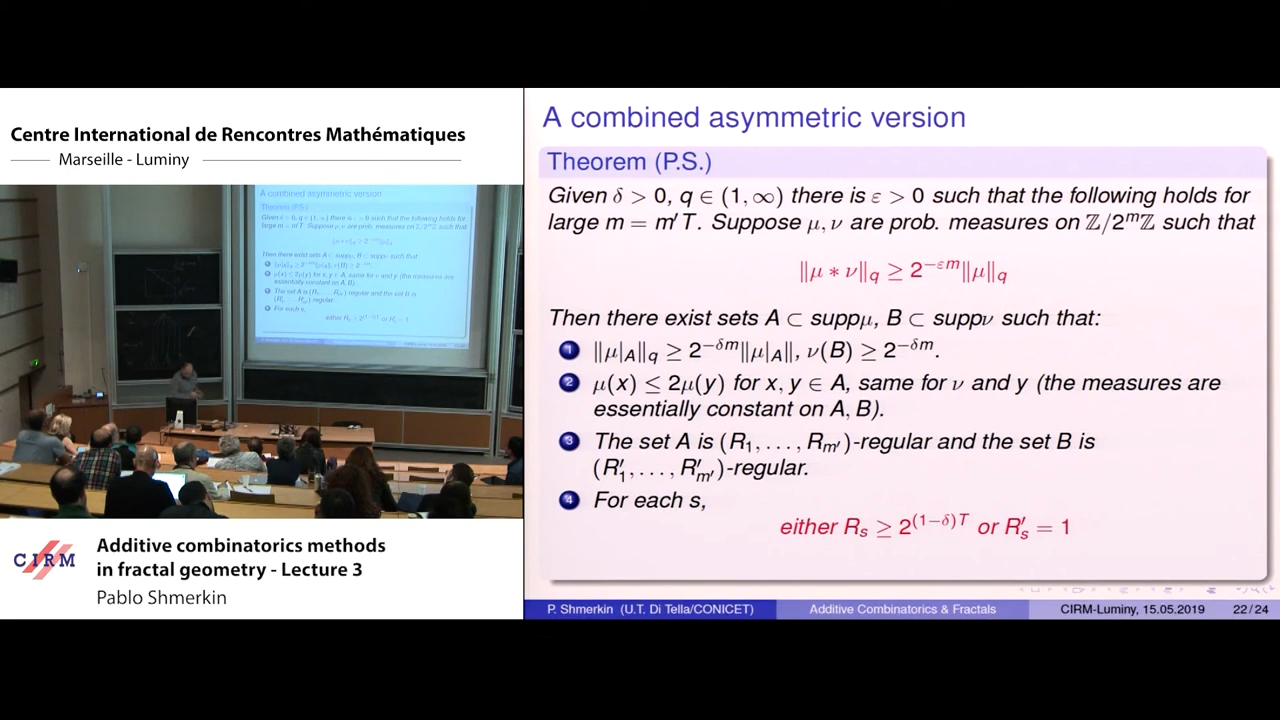 Centre International de Rencontres Mathématiques
Marseille - Luminy
A combined asymmetric version
Theorem (P.S.)
Given δ > 0, q ∈ (1, ∞) there is ε > 0 such that the following holds for
large m = m′T. Suppose μ, ν are prob. measures on ℤ/2^mℤ such that
‖μ ∗ ν‖_q ≥ 2^{−εm}‖μ‖_q
Then there exist sets A ⊂ suppμ, B ⊂ suppν such that:
1 ‖μ|_A‖_q ≥ 2^{−δm}‖μ|_A‖, ν(B) ≥ 2^{−δm}.
2 μ(x) ≤ 2μ(y) for x, y ∈ A, same for ν and y (the measures are
essentially constant on A, B).
3 The set A is (R_1, . . . , R_{m′})-regular and the set B is
(R′_1, . . . , R′_{m′})-regular.
4 For each s,
either R_s ≥ 2^{(1−δ)T} or R′_s = 1
CIRM
Additive combinatorics methods
in fractal geometry - Lecture 3
Pablo Shmerkin
P. Shmerkin (U.T. Di Tella/CONICET)
Additive Combinatorics & Fractals
CIRM-Luminy, 15.05.2019
22 / 24